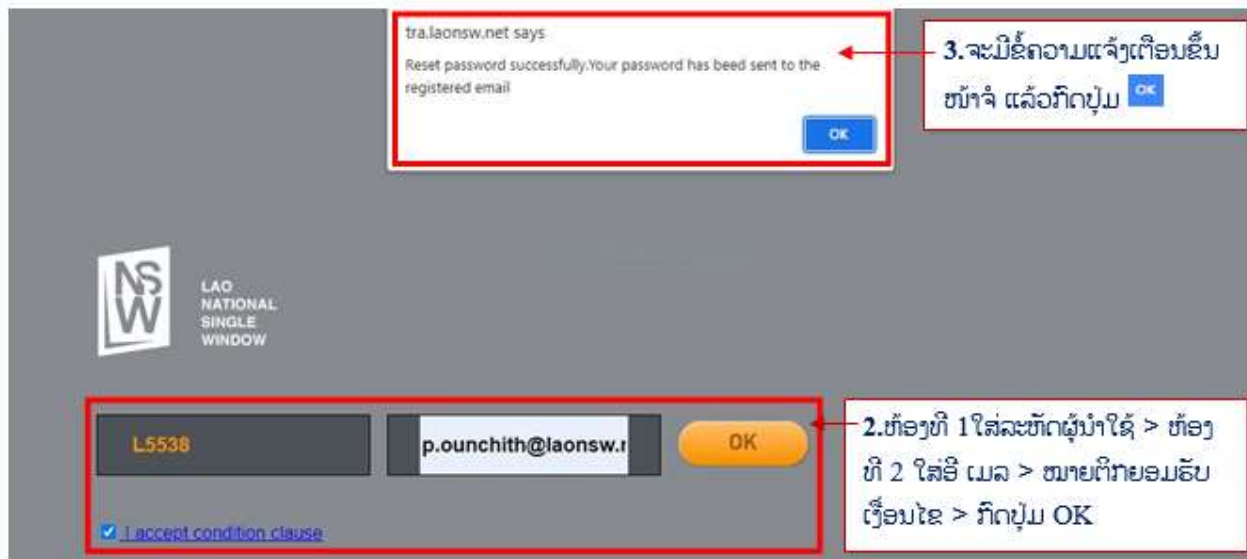 tra.laonsw.net says
Reset password successfully.Your password has beed sent to the
registered email
OK
3.ຈະມີຂໍ້ຄວາມແຈ້ງເຕືອນຂຶ້ນ
ໜ້າຈໍ ແລ້ວກົດປຸ່ມ OK
NSW
LAO
NATIONAL
SINGLE
WINDOW
L5538
p.ounchith@laonsw.r
OK
I accept condition clause
2.ຫ້ອງທີ 1ໃສ່ລະຫັດຜູ້ນຳໃຊ້ > ຫ້ອງ
ທີ 2 ໃສ່ອີ ເມລ > ໝາຍຕິກຍອມຮັບ
ເງື່ອນໄຂ > ກົດປຸ່ມ OK